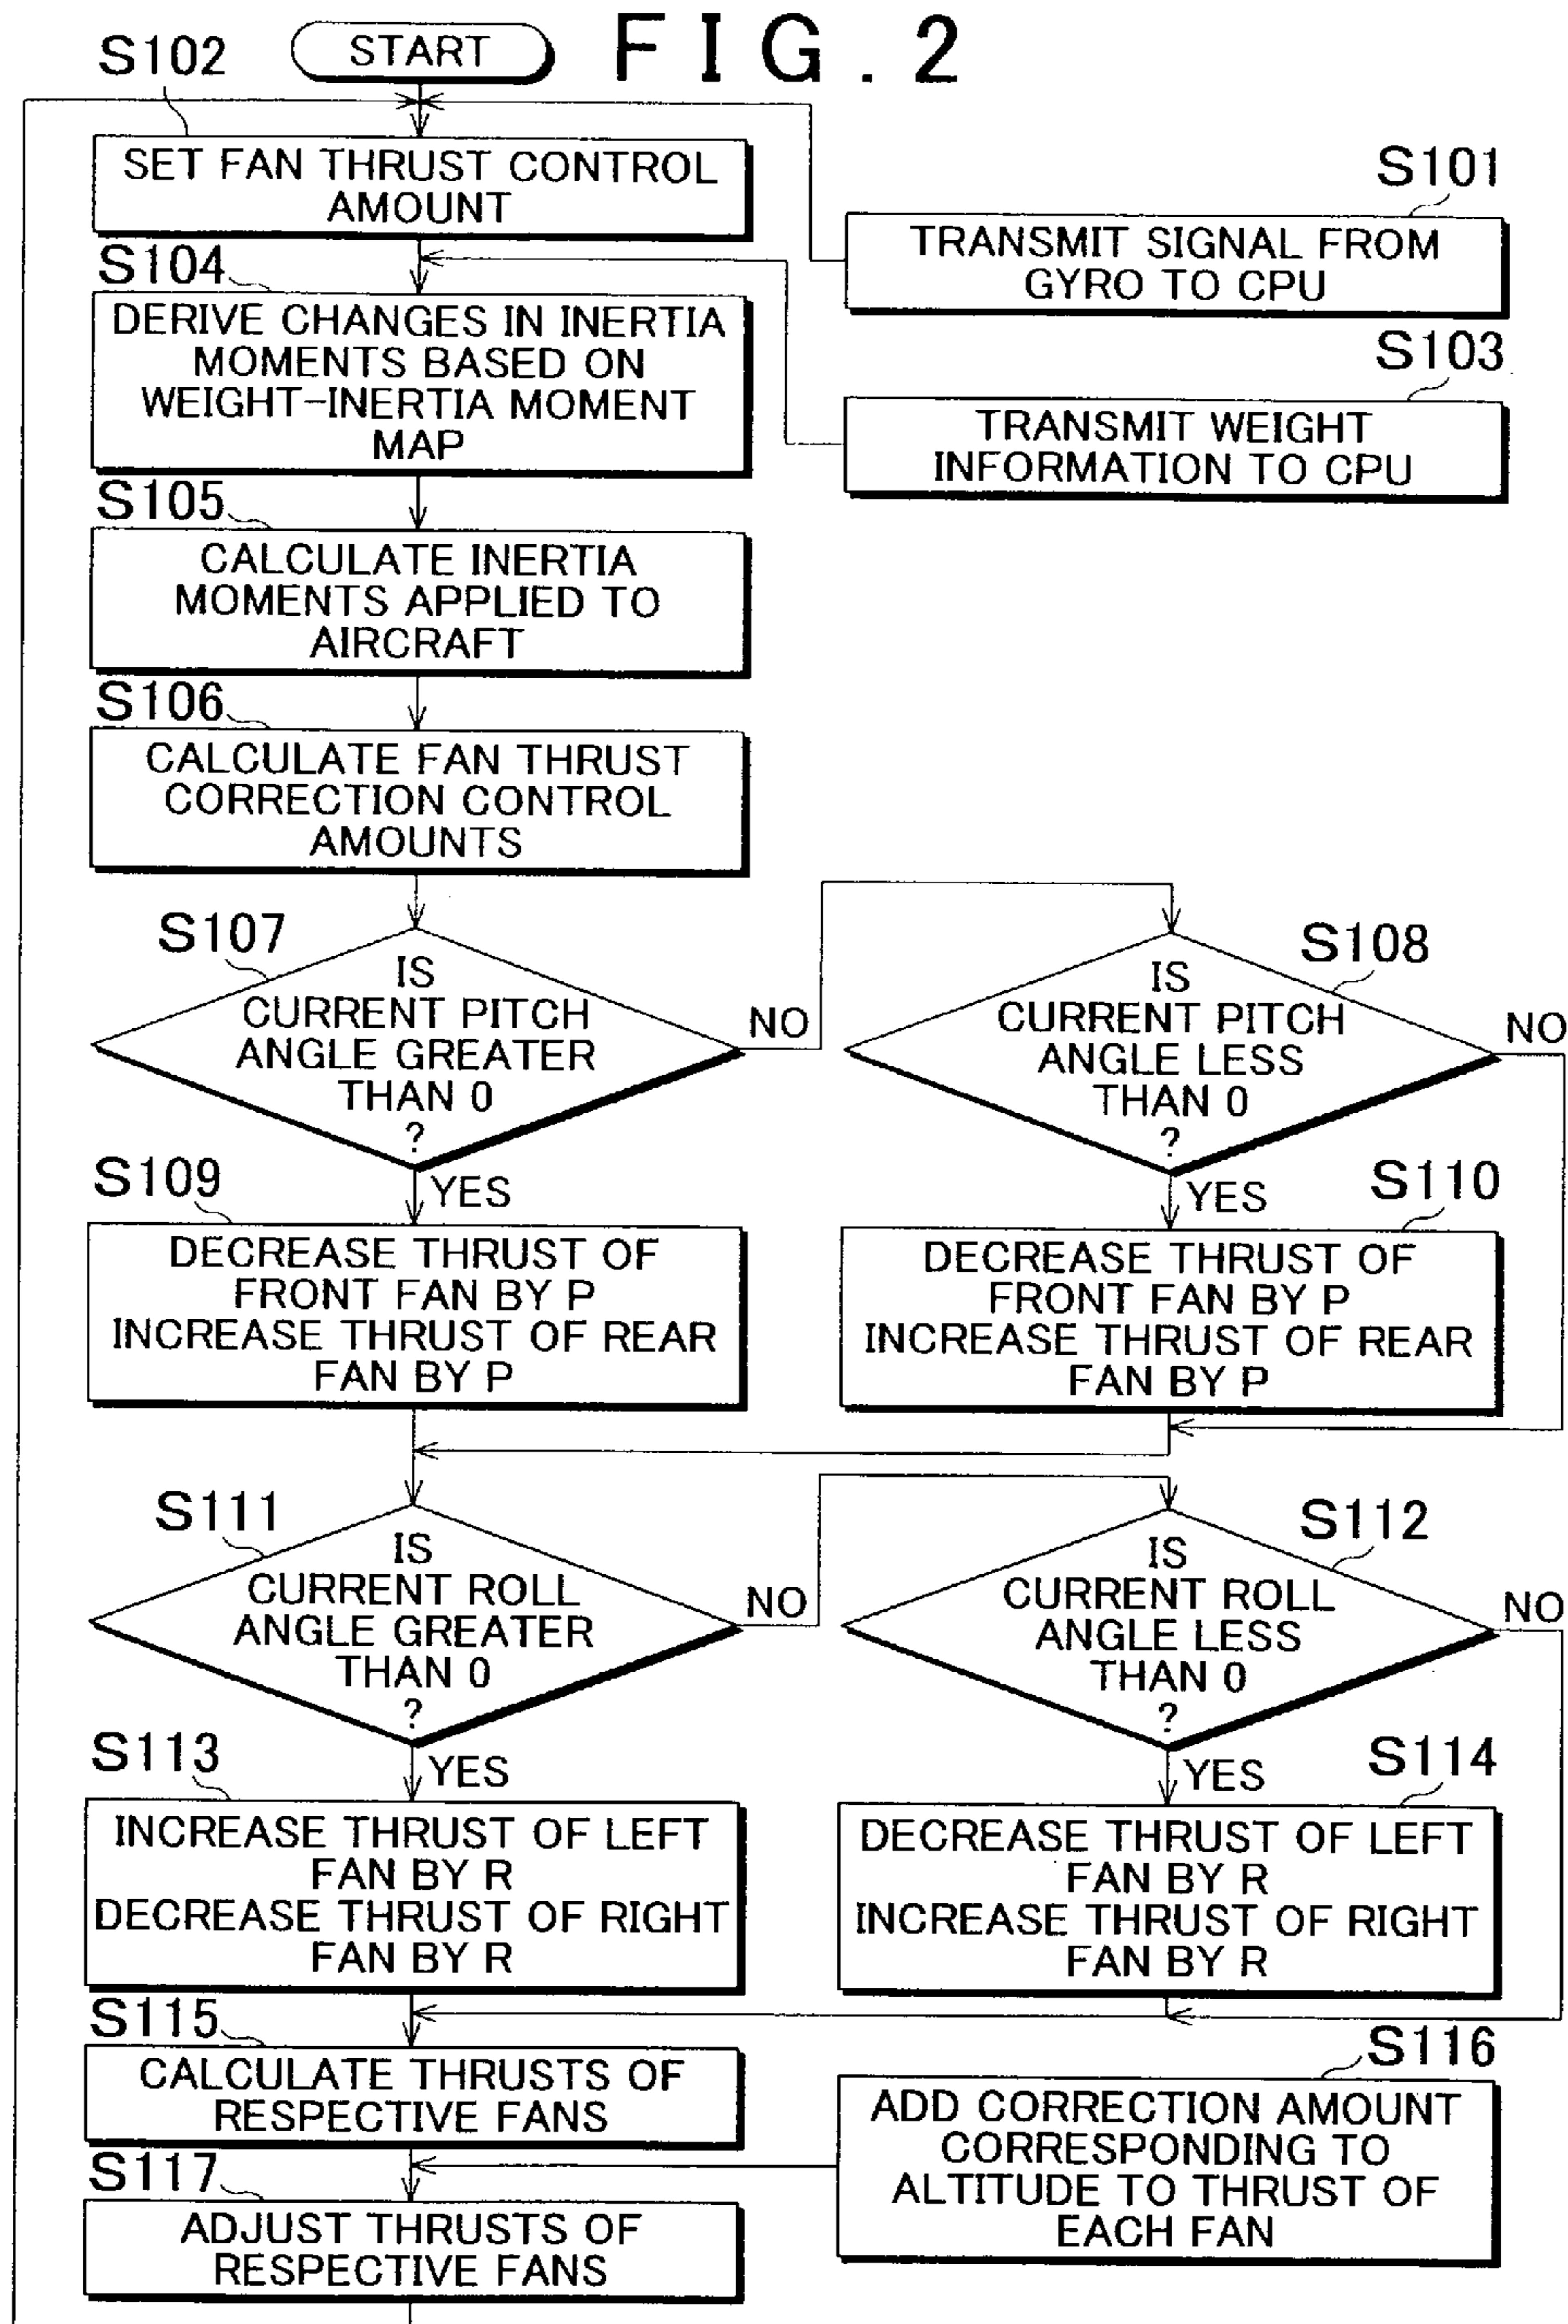 FIG.2
START
S102
SET FAN THRUST CONTROL
AMOUNT
S101
TRANSMIT SIGNAL FROM
GYRO TO CPU
S104
DERIVE CHANGES IN INERTIA
MOMENTS BASED ON
WEIGHT-INERTIA MOMENT
MAP
S103
TRANSMIT WEIGHT
INFORMATION TO CPU
S105
CALCULATE INERTIA
MOMENTS APPLIED TO
AIRCRAFT
S106
CALCULATE FAN THRUST
CORRECTION CONTROL
AMOUNTS
S107
IS
CURRENT PITCH
ANGLE GREATER
THAN 0
?
NO
YES
S108
IS
CURRENT PITCH
ANGLE LESS
THAN 0
?
NO
YES
S109
DECREASE THRUST OF
FRONT FAN BY P
INCREASE THRUST OF REAR
FAN BY P
S110
DECREASE THRUST OF
FRONT FAN BY P
INCREASE THRUST OF REAR
FAN BY P
S111
IS
CURRENT ROLL
ANGLE GREATER
THAN 0
?
NO
YES
S112
IS
CURRENT ROLL
ANGLE LESS
THAN 0
?
NO
YES
S113
INCREASE THRUST OF LEFT
FAN BY R
DECREASE THRUST OF RIGHT
FAN BY R
S114
DECREASE THRUST OF LEFT
FAN BY R
INCREASE THRUST OF RIGHT
FAN BY R
S115
CALCULATE THRUSTS OF
RESPECTIVE FANS
S116
ADD CORRECTION AMOUNT
CORRESPONDING TO
ALTITUDE TO THRUST OF
EACH FAN
S117
ADJUST THRUSTS OF
RESPECTIVE FANS